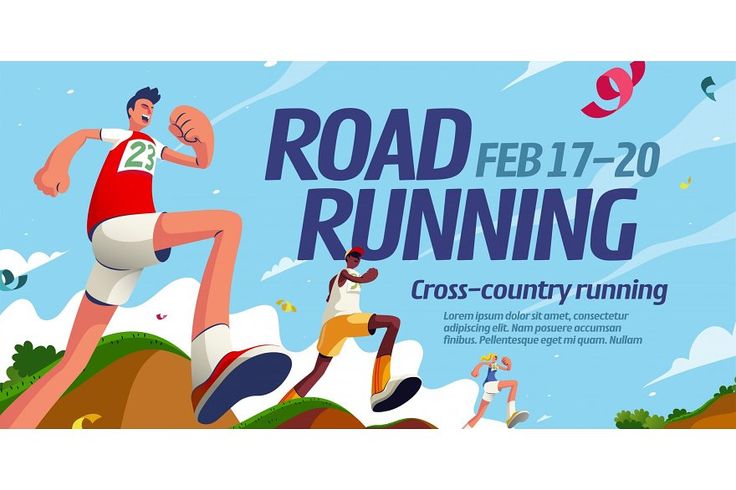 23
ROAD
FEB 17–20
RUNNING
Cross-country running
Lorem ipsum dolor sit amet, consectetur
adipiscing elit. Nam posuere accumsan
finibus. Pellentesque eget mi quam. Nullam